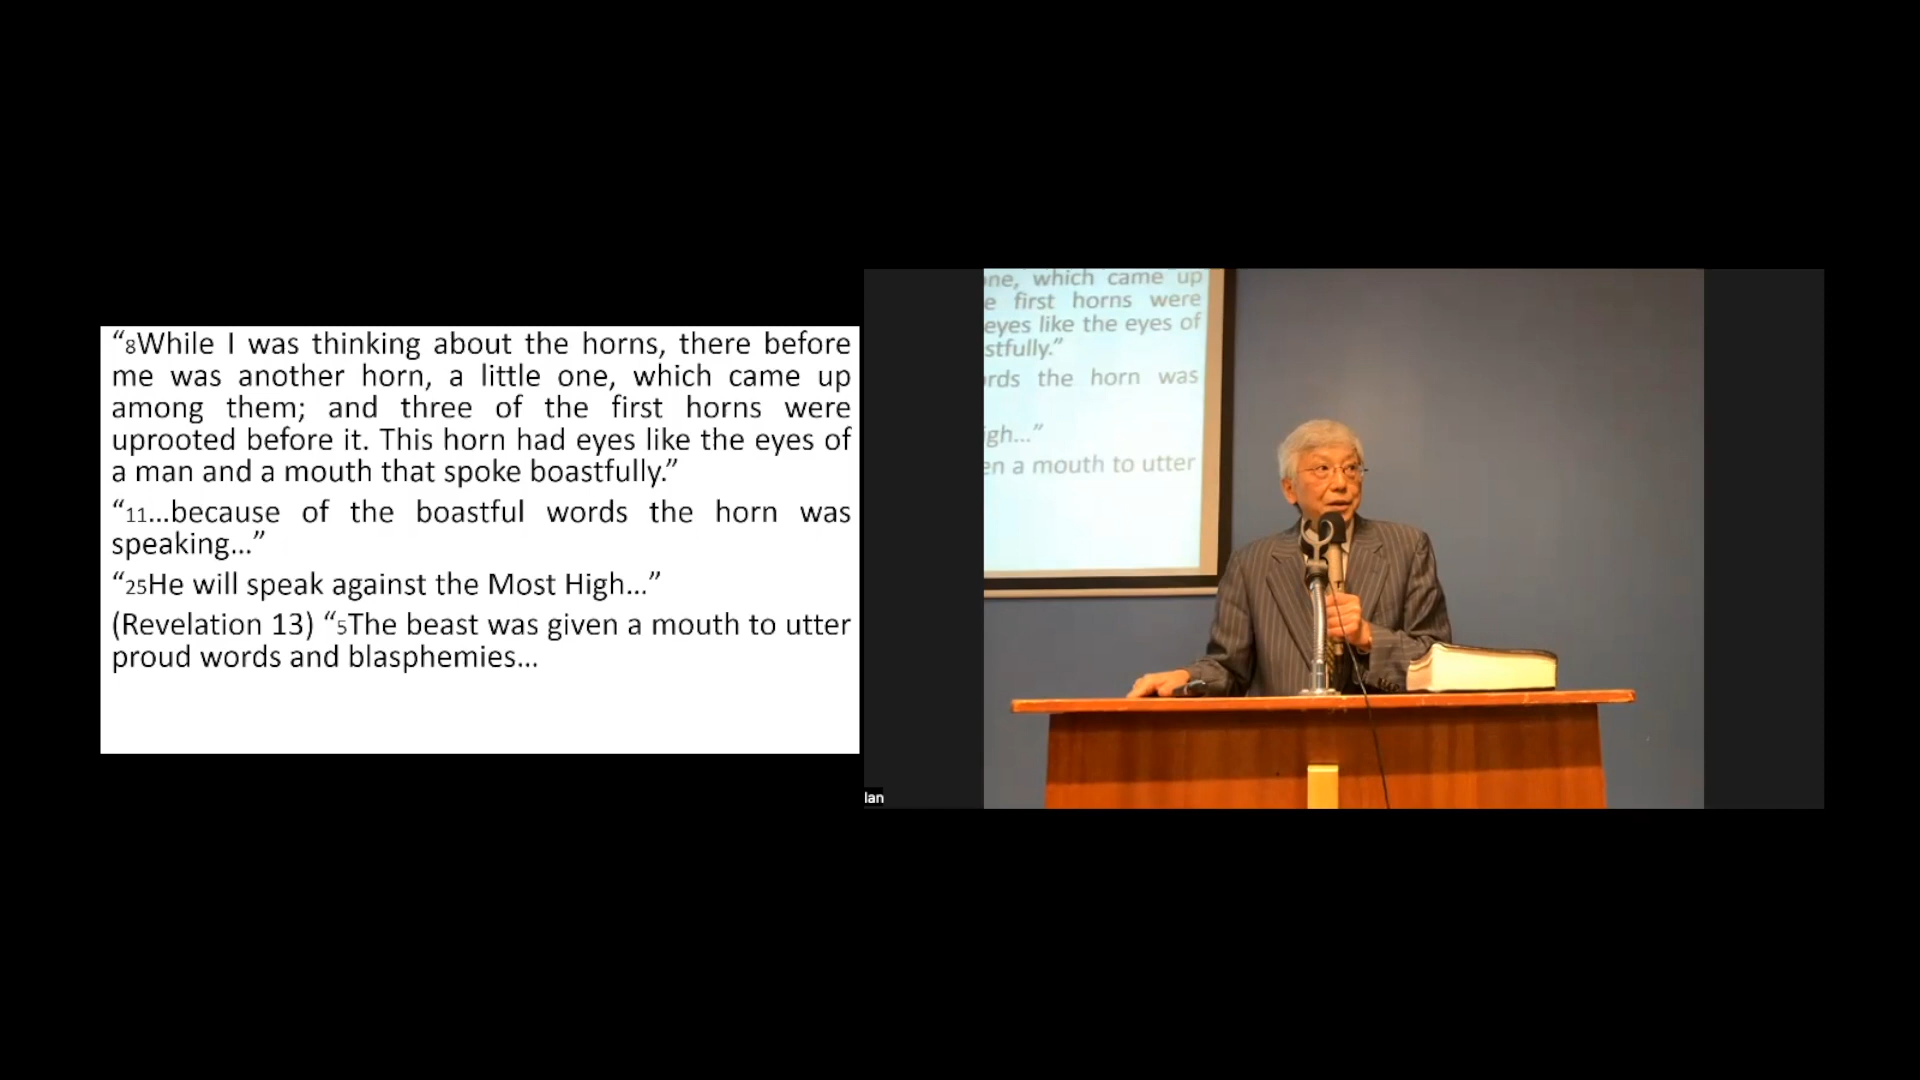 “8While I was thinking about the horns, there before
me was another horn, a little one, which came up
among them; and three of the first horns were
uprooted before it. This horn had eyes like the eyes of
a man and a mouth that spoke boastfully.”
“11...because of the boastful words the horn was
speaking...”
“25He will speak against the Most High...”
(Revelation 13) “5The beast was given a mouth to utter
proud words and blasphemies...
ne, which came up
e first horns were
eyes like the eyes of
stfully.”
rds the horn was
igh...”
en a mouth to utter
lan